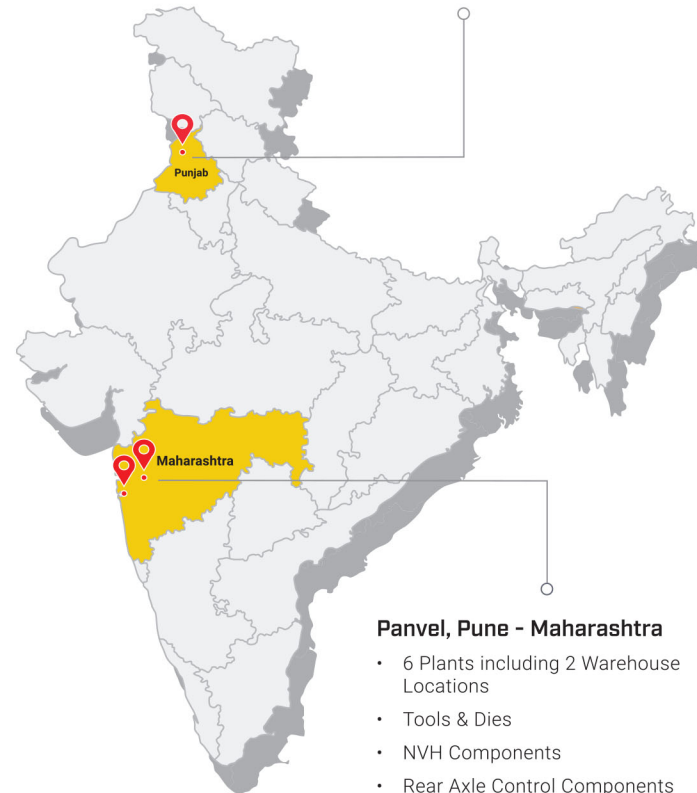 Punjab
Maharashtra
Panvel, Pune - Maharashtra
• 6 Plants including 2 Warehouse
Locations
• Tools & Dies
• NVH Components
• Rear Axle Control Components